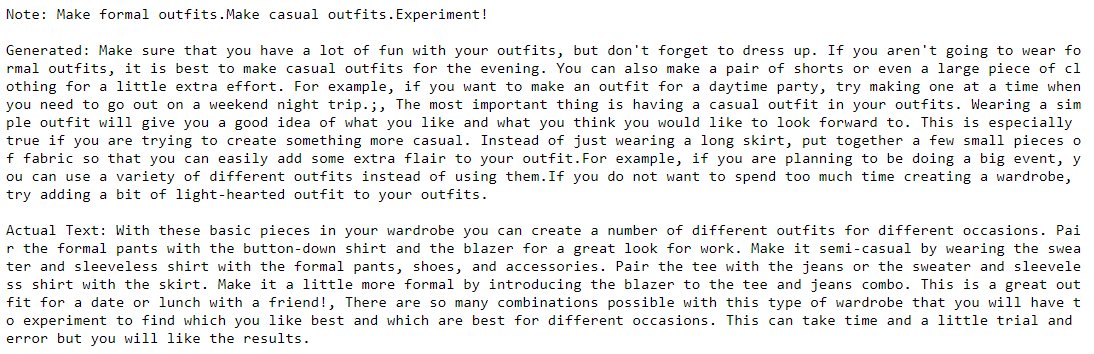 Note: Make formal outfits.Make casual outfits.Experiment!
Generated: Make sure that you have a lot of fun with your outfits, but don't forget to dress up. If you aren't going to wear fo
rmal outfits, it is best to make casual outfits for the evening. You can also make a pair of shorts or even a large piece of cl
othing for a little extra effort. For example, if you want to make an outfit for a daytime party, try making one at a time when
you need to go out on a weekend night trip.;, The most important thing is having a casual outfit in your outfits. Wearing a sim
ple outfit will give you a good idea of what you like and what you think you would like to look forward to. This is especially
true if you are trying to create something more casual. Instead of just wearing a long skirt, put together a few small pieces o
f fabric so that you can easily add some extra flair to your outfit.For example, if you are planning to be doing a big event, y
ou can use a variety of different outfits instead of using them.If you do not want to spend too much time creating a wardrobe,
try adding a bit of light-hearted outfit to your outfits.
Actual Text: With these basic pieces in your wardrobe you can create a number of different outfits for different occasions. Pai
r the formal pants with the button-down shirt and the blazer for a great look for work. Make it semi-casual by wearing the swea
ter and sleeveless shirt with the formal pants, shoes, and accessories. Pair the tee with the jeans or the sweater and sleevele
ss shirt with the skirt. Make it a little more formal by introducing the blazer to the tee and jeans combo. This is a great out
fit for a date or lunch with a friend!, There are so many combinations possible with this type of wardrobe that you will have t
o experiment to find which you like best and which are best for different occasions. This can take time and a little trial and
error but you will like the results.